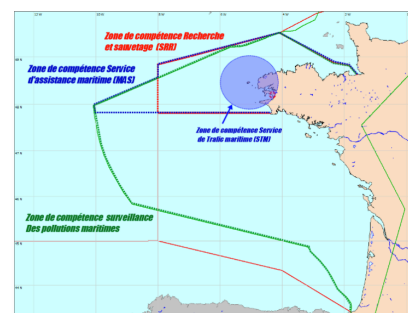 Zone de compétence Recherche
et sauvetage (SRR)
Zone de compétence Service
d'assistance maritime (MAS)
Zone de compétence Service
de Trafic maritime (STM)
Zone de compétence surveillance
Des pollutions maritimes